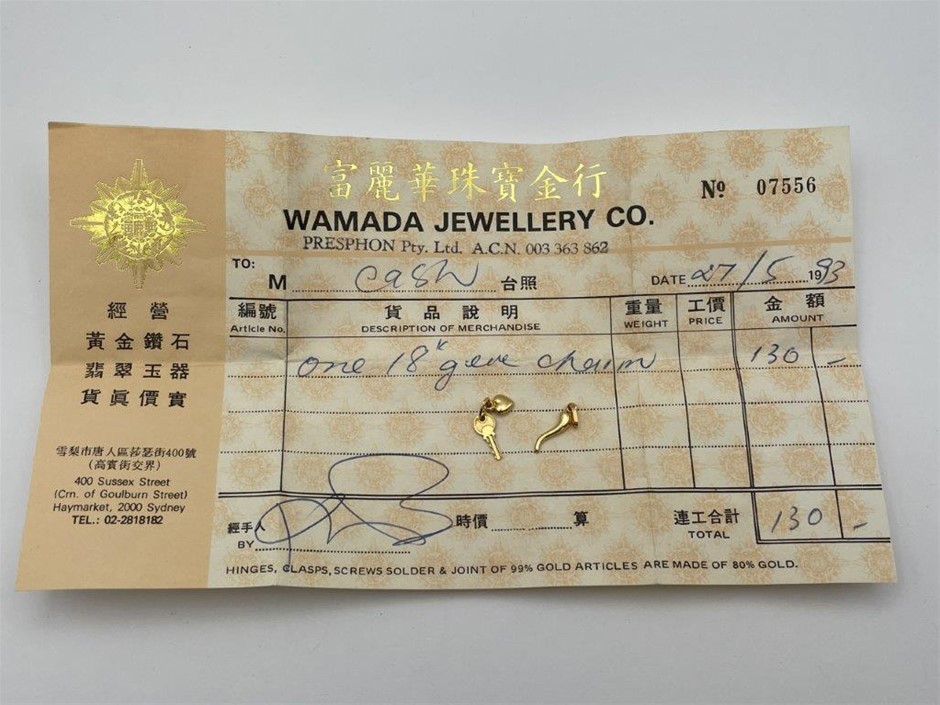 富麗華珠寶金行
WAMADA JEWELLERY CO.
PRESPHON Pty. Ltd. A.C.N. 003 363 862
Nº 07556
TO: M cash 台照
DATE 27/5 1993
經營
黃金鑽石
翡翠玉器
貨眞價實
雪梨市唐人區莎瑟街400號
(高賓街交界)
400 Sussex Street
(Crn. of Goulburn Street)
Haymarket, 2000 Sydney
TEL.: 02-2818182
編號 貨品說明 重量 工價 金額
Article No. DESCRIPTION OF MERCHANDISE WEIGHT PRICE AMOUNT
one 18k charm 130 –
經手人 時價 算 連工合計 130 –
BY TOTAL
HINGES, CLASPS, SCREWS SOLDER & JOINT OF 99% GOLD ARTICLES ARE MADE OF 80% GOLD.